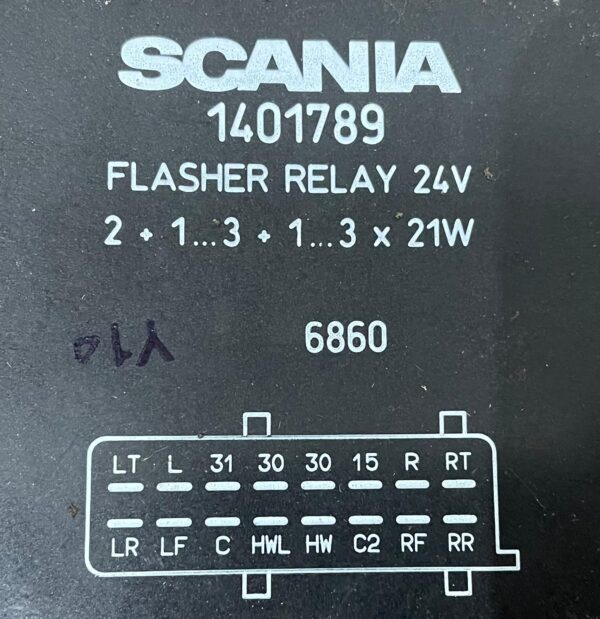 SCANIA
1401789
FLASHER RELAY 24V
2 + 1...3 + 1...3 x 21W
6860
LT L 31 30 30 15 R RT
LR LF C HWL HW C2 RF RR